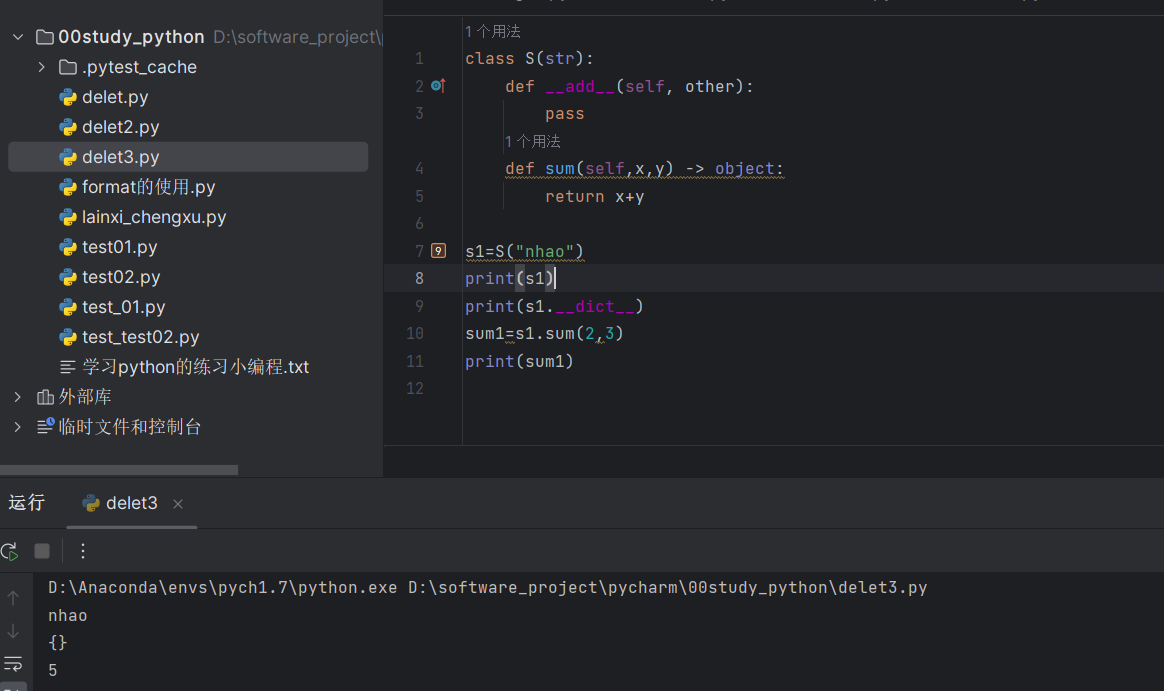 00study_python D:\software_project\
.pytest_cache
delet.py
delet2.py
delet3.py
format的使用.py
lainxi_chengxu.py
test01.py
test02.py
test_01.py
test_test02.py
学习python的练习小编程.txt
外部库
临时文件和控制台
1 个用法
1 class S(str):
2 def __add__(self, other):
3 pass
1 个用法
4 def sum(self,x,y) -> object:
5 return x+y
6
7 9 s1=S("nhao")
8 print(s1)
9 print(s1.__dict__)
10 sum1=s1.sum(2,3)
11 print(sum1)
12
运行 delet3
D:\Anaconda\envs\pych1.7\python.exe D:\software_project\pycharm\00study_python\delet3.py
nhao
{}
5